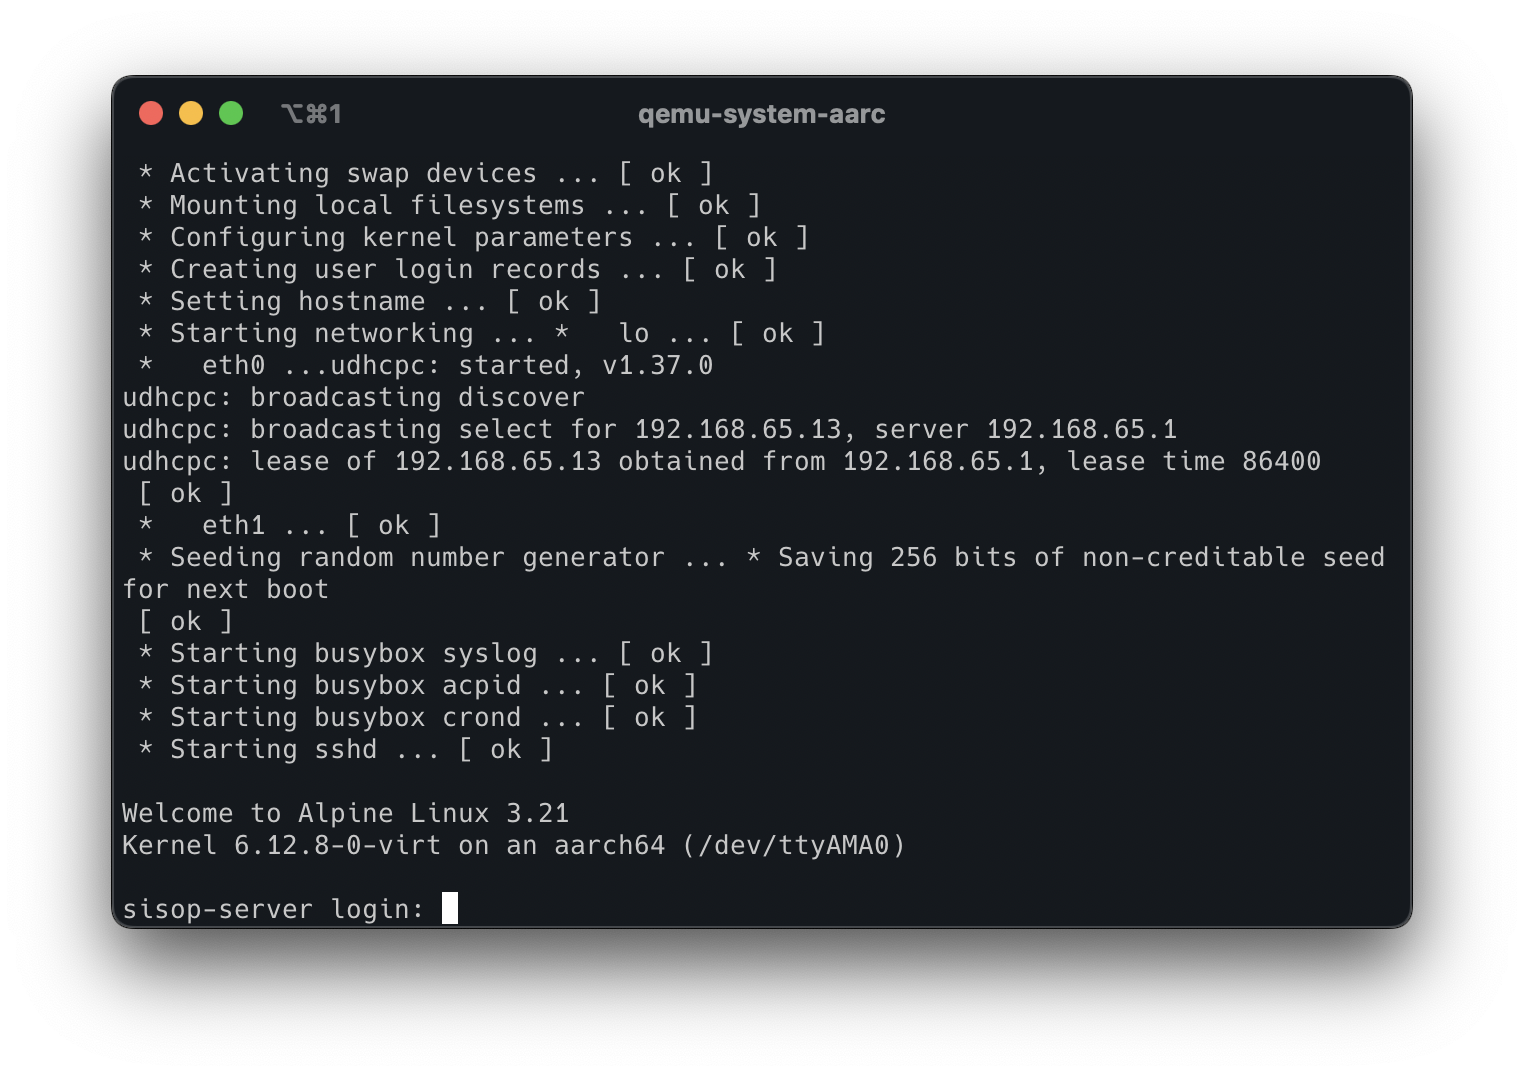 ⌥⌘1 qemu-system-aarc
* Activating swap devices ... [ ok ]
* Mounting local filesystems ... [ ok ]
* Configuring kernel parameters ... [ ok ]
* Creating user login records ... [ ok ]
* Setting hostname ... [ ok ]
* Starting networking ... *   lo ... [ ok ]
*   eth0 ...udhcpc: started, v1.37.0
udhcpc: broadcasting discover
udhcpc: broadcasting select for 192.168.65.13, server 192.168.65.1
udhcpc: lease of 192.168.65.13 obtained from 192.168.65.1, lease time 86400
[ ok ]
*   eth1 ... [ ok ]
* Seeding random number generator ... * Saving 256 bits of non-creditable seed
for next boot
[ ok ]
* Starting busybox syslog ... [ ok ]
* Starting busybox acpid ... [ ok ]
* Starting busybox crond ... [ ok ]
* Starting sshd ... [ ok ]
Welcome to Alpine Linux 3.21
Kernel 6.12.8-0-virt on an aarch64 (/dev/ttyAMA0)
sisop-server login: